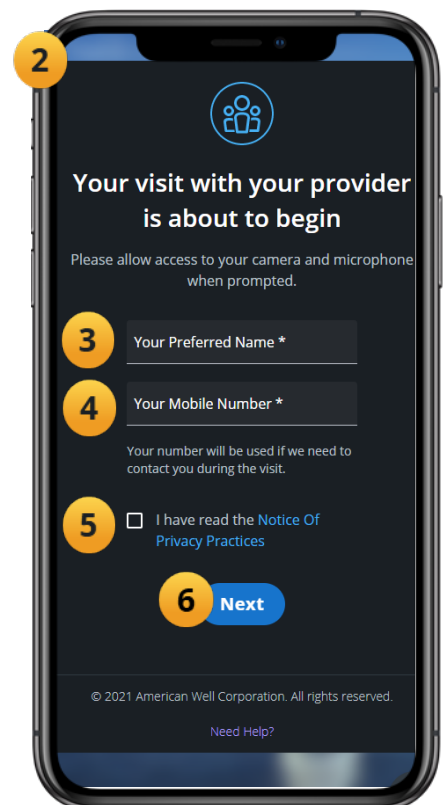 2
Your visit with your provider
is about to begin
Please allow access to your camera and microphone
when prompted.
3
Your Preferred Name *
4
Your Mobile Number *
Your number will be used if we need to
contact you during the visit.
5
I have read the Notice Of
Privacy Practices
6
Next
© 2021 American Well Corporation. All rights reserved.
Need Help?